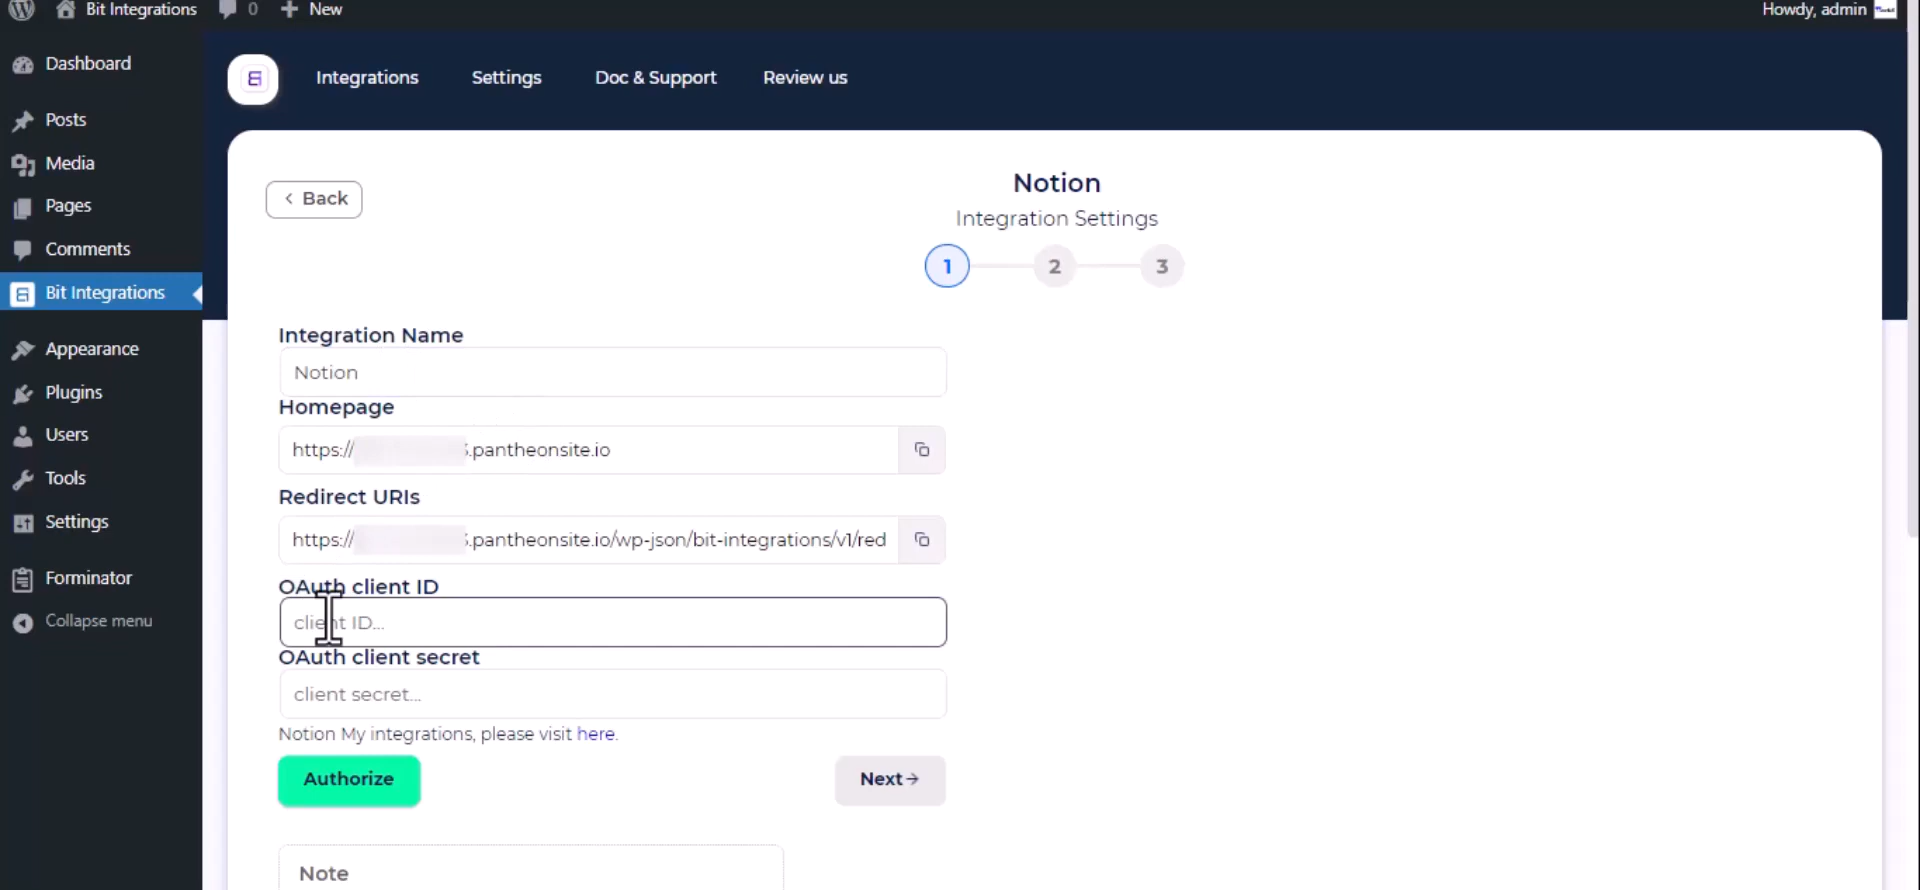 Bit Integrations 0 New Howdy, admin
Dashboard
Posts
Media
Pages
Comments
Bit Integrations
Appearance
Plugins
Users
Tools
Settings
Forminator
Collapse menu
Integrations Settings Doc & Support Review us
Back
Notion
Integration Settings
1 2 3
Integration Name
Notion
Homepage
https:// .pantheonsite.io
Redirect URIs
https:// .pantheonsite.io/wp-json/bit-integrations/v1/red
OAuth client ID
client ID...
OAuth client secret
client secret...
Notion My integrations, please visit here.
Authorize
Next→
Note